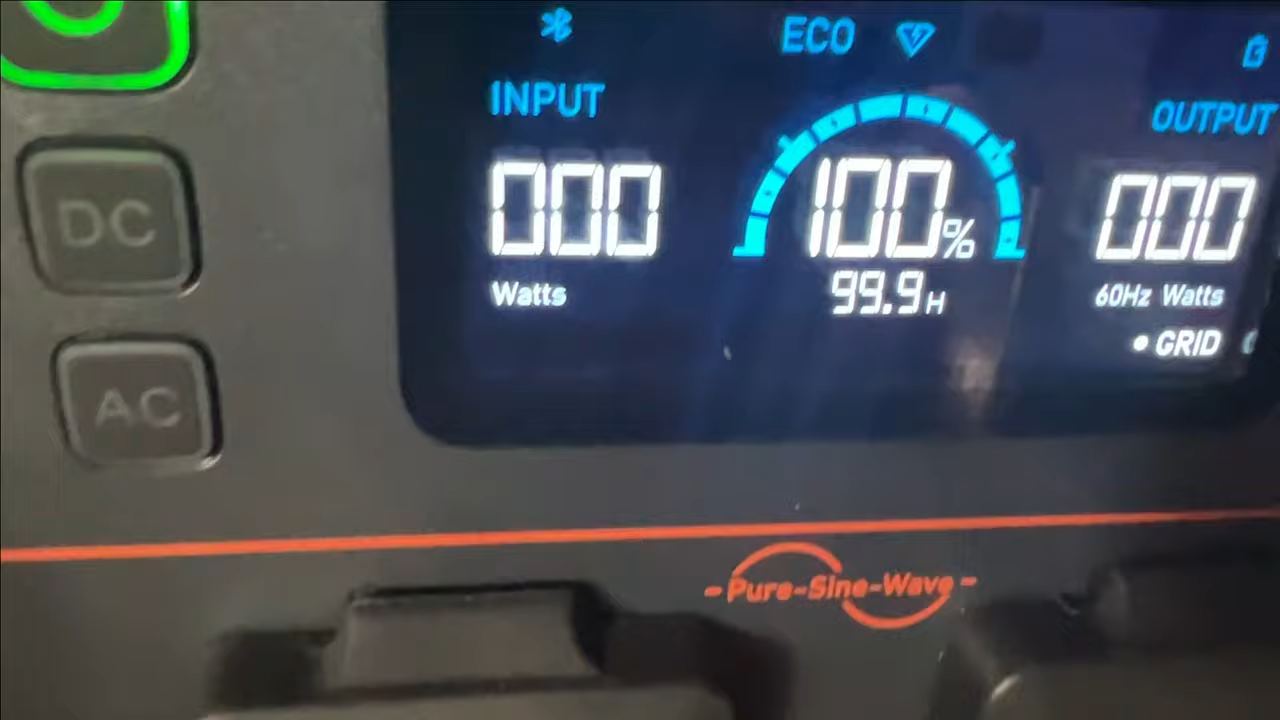 ECO
INPUT
OUTPUT
DC
000
100%
000
Watts
99.9H
60Hz Watts
GRID
AC
-Pure-Sine-Wave-